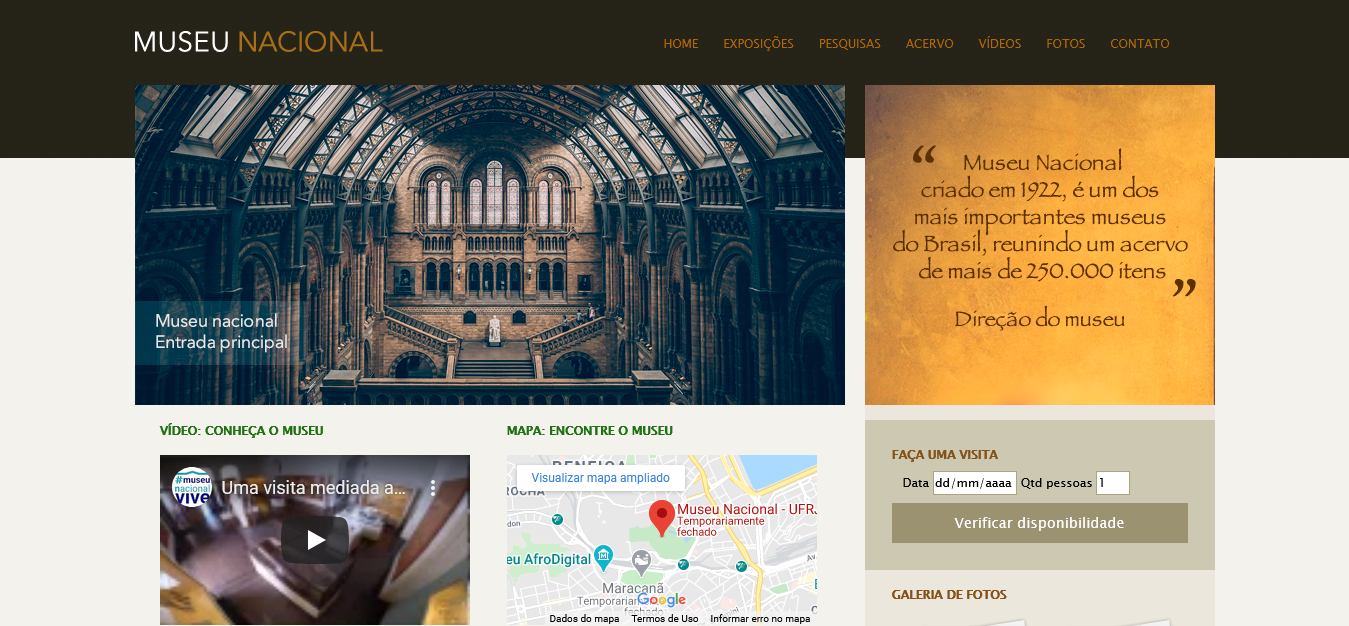 MUSEU NACIONAL
HOME EXPOSIÇÕES PESQUISAS ACERVO VÍDEOS FOTOS CONTATO
Museu nacional
Entrada principal
“ Museu Nacional
criado em 1922, é um dos
mais importantes museus
do Brasil, reunindo um acervo
de mais de 250.000 itens ”
Direção do museu
VÍDEO: CONHEÇA O MUSEU
#museu
nacional
vive
Uma visita mediada a...
MAPA: ENCONTRE O MUSEU
BENFICA
Visualizar mapa ampliado
ROCHA
Museu Nacional - UFRJ
Temporariamente
fechado
eu AfroDigital
Maracanã
Temporariam
fechado
Google
Dados do mapa Termos de Uso Informar erro no mapa
FAÇA UMA VISITA
Data dd/mm/aaaa Qtd pessoas 1
Verificar disponibilidade
GALERIA DE FOTOS